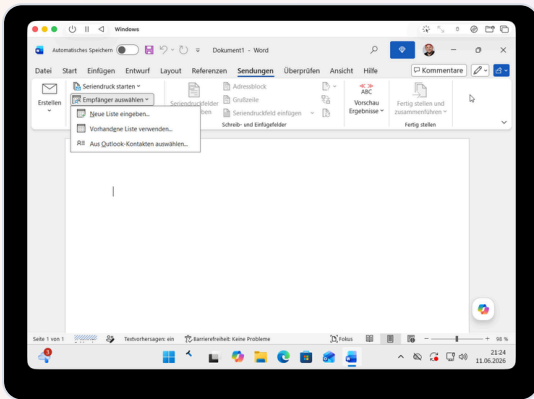 Windows
Automatisches Speichern
Dokument1 - Word
Datei Start Einfügen Entwurf Layout Referenzen Sendungen Überprüfen Ansicht Hilfe Kommentare
Erstellen
Seriendruck starten
Empfänger auswählen
Seriendruckfelder
ben
Adressblock
Grußzeile
Seriendruckfeld einfügen
Schreib- und Einfügefelder
ABC
Vorschau
Ergebnisse
Fertig stellen und
zusammenführen
Fertig stellen
Neue Liste eingeben...
Vorhandene Liste verwenden...
Aus Outlook-Kontakten auswählen...
Seite 1 von 1 Textvorhersagen: ein Barrierefreiheit: Keine Probleme Fokus 98 %
21:24
11.06.2026